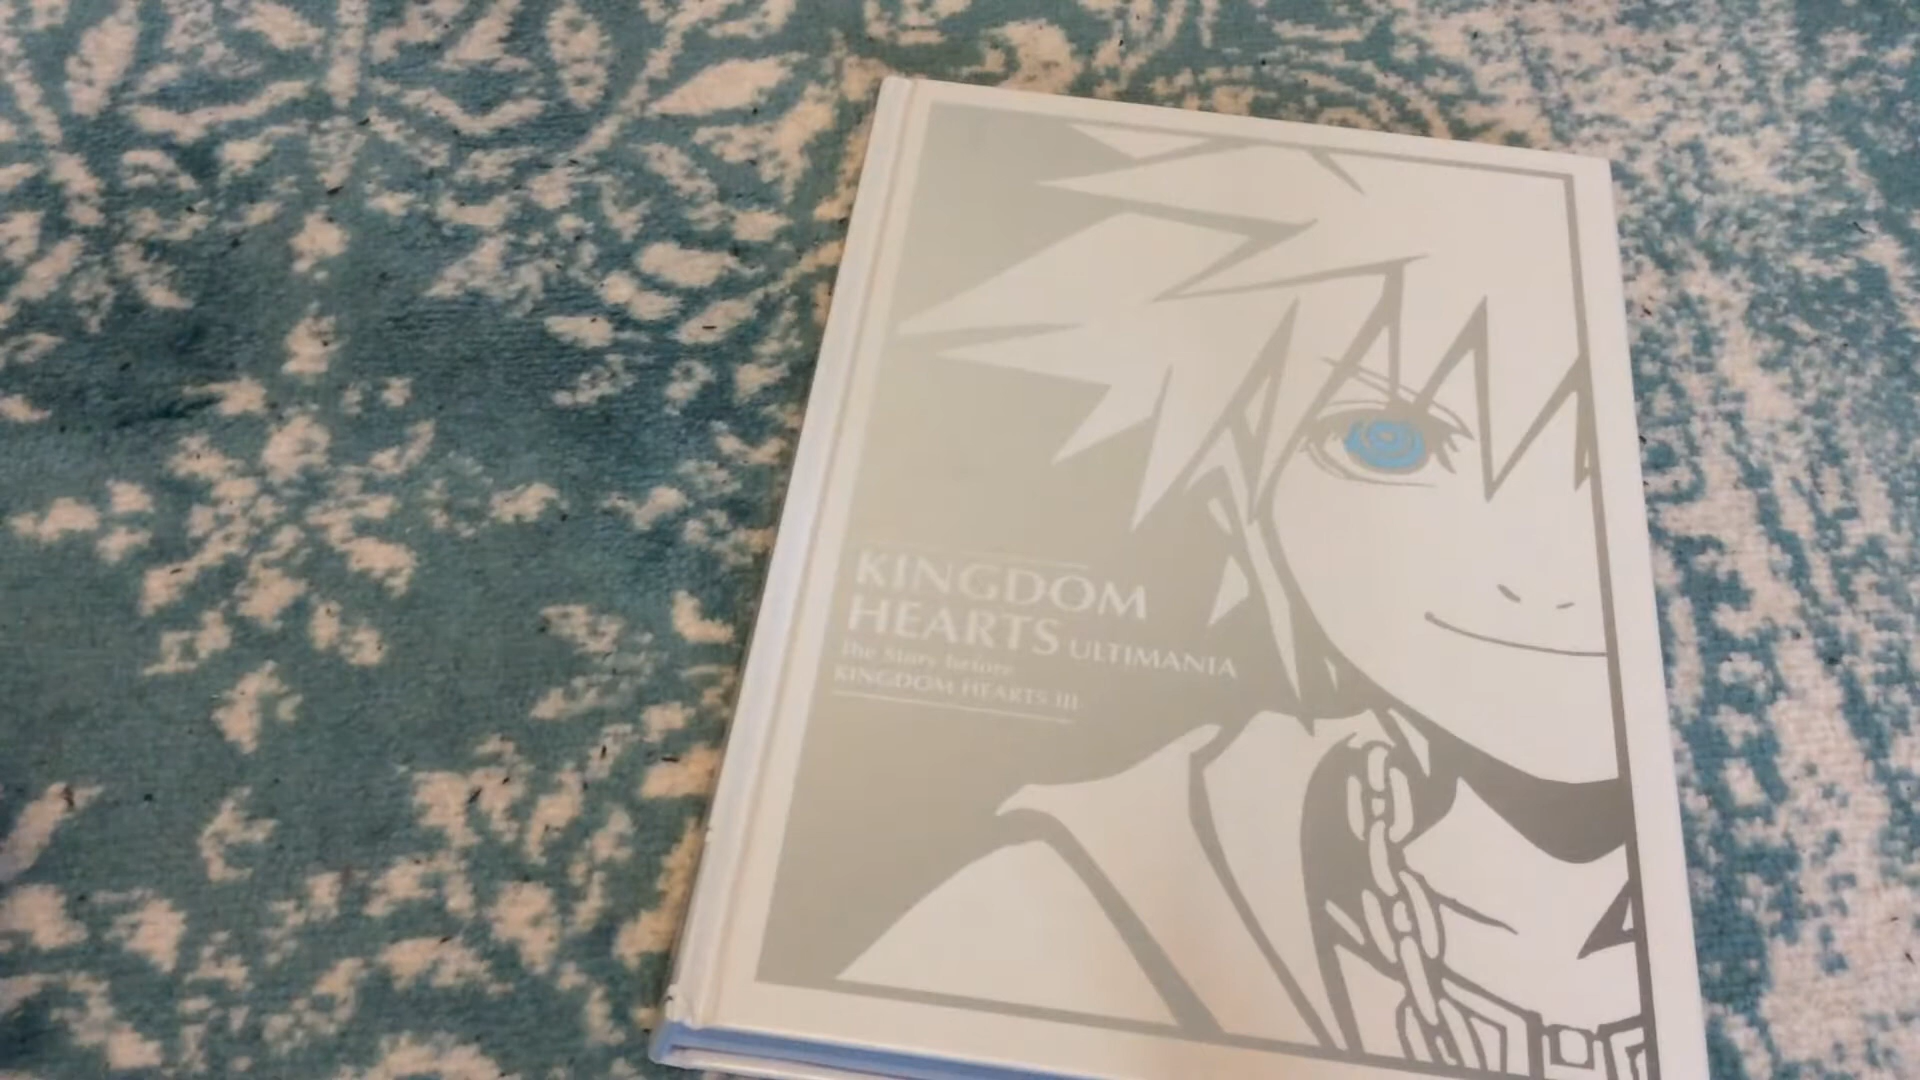 KINGDOM
HEARTS ULTIMANIA
The Story before
KINGDOM HEARTS III